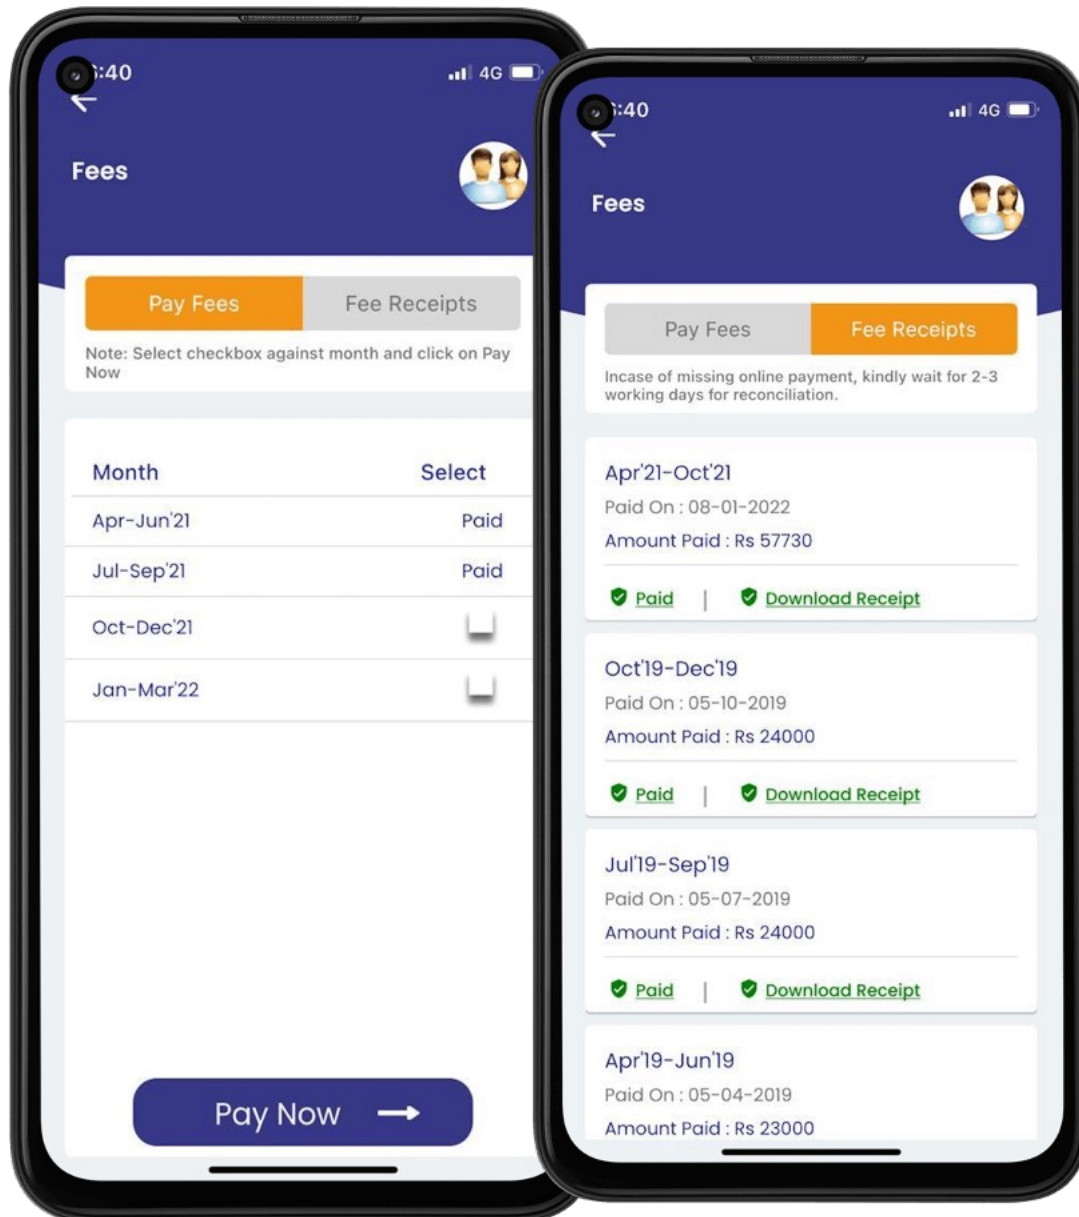 :40
4G
Fees
Pay Fees
Fee Receipts
Note: Select checkbox against month and click on Pay
Now
Month Select
Apr-Jun'21 Paid
Jul-Sep'21 Paid
Oct-Dec'21
Jan-Mar'22
Pay Now
:40
4G
Fees
Pay Fees
Fee Receipts
Incase of missing online payment, kindly wait for 2-3
working days for reconciliation.
Apr'21-Oct'21
Paid On : 08-01-2022
Amount Paid : Rs 57730
Paid | Download Receipt
Oct'19-Dec'19
Paid On : 05-10-2019
Amount Paid : Rs 24000
Paid | Download Receipt
Jul'19-Sep'19
Paid On : 05-07-2019
Amount Paid : Rs 24000
Paid | Download Receipt
Apr'19-Jun'19
Paid On : 05-04-2019
Amount Paid : Rs 23000